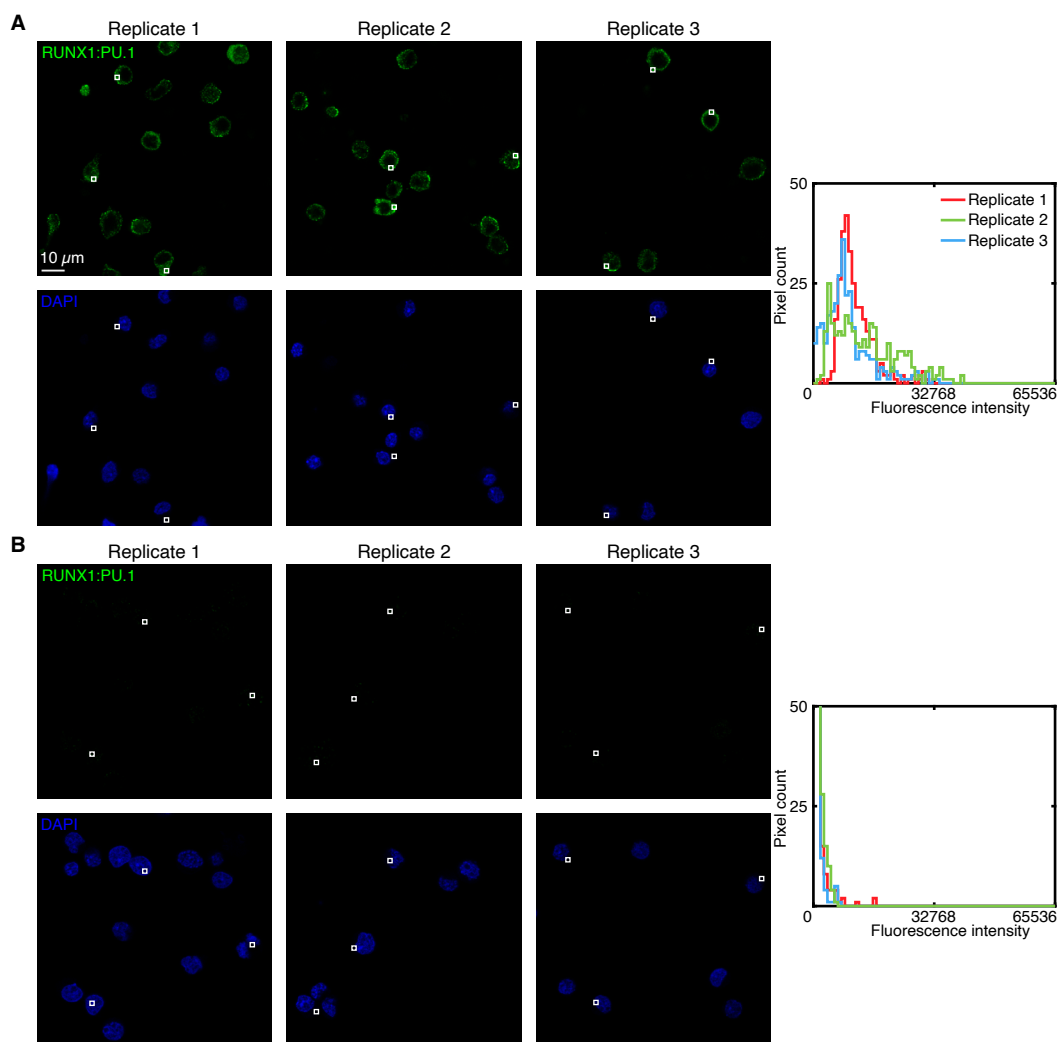 A
Replicate 1
Replicate 2
Replicate 3
RUNX1:PU.1
10 µm
DAPI
50
25
0
32768
65536
Pixel count
Fluorescence intensity
Replicate 1
Replicate 2
Replicate 3
B
Replicate 1
Replicate 2
Replicate 3
RUNX1:PU.1
DAPI
50
25
0
32768
65536
Pixel count
Fluorescence intensity